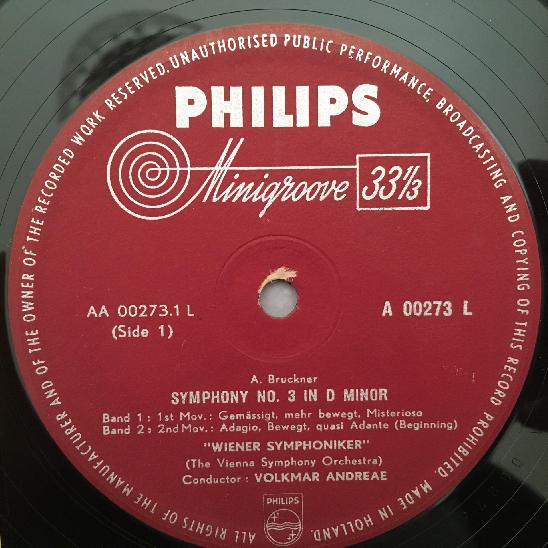 ALL RIGHTS OF THE MANUFACTURER AND OF THE OWNER OF THE RECORDED WORK RESERVED. UNAUTHORISED PUBLIC PERFORMANCE, BROADCASTING AND COPYING OF THIS RECORD PROHIBITED. MADE IN HOLLAND.
PHILIPS
Minigroove 33⅓
AA 00273.1 L
(Side 1)
A 00273 L
A. Bruckner
SYMPHONY NO. 3 IN D MINOR
Band 1: 1st Mov.: Gemässigt, mehr bewegt, Misterioso
Band 2: 2nd Mov.: Adagio, Bewegt, quasi Adante (Beginning)
"WIENER SYMPHONIKER"
(The Vienna Symphony Orchestra)
Conductor: VOLKMAR ANDREAE
PHILIPS